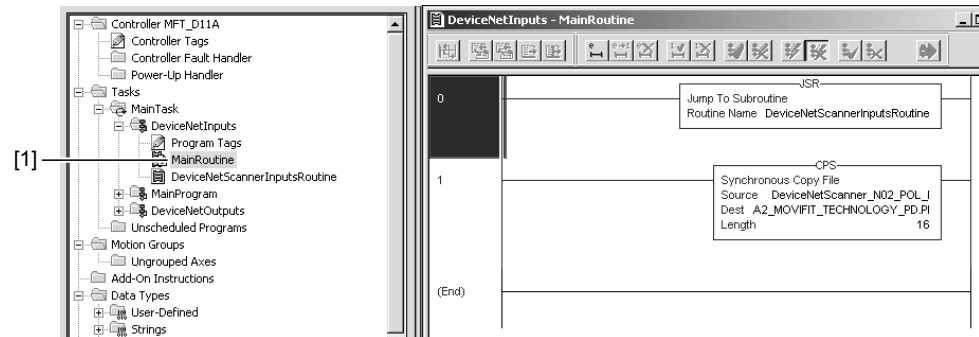 Controller MFT_D11A
Controller Tags
Controller Fault Handler
Power-Up Handler
Tasks
MainTask
DeviceNetInputs
Program Tags
[1]
MainRoutine
DeviceNetScannerInputsRoutine
MainProgram
DeviceNetOutputs
Unscheduled Programs
Motion Groups
Ungrouped Axes
Add-On Instructions
Data Types
User-Defined
Strings
DeviceNetInputs - MainRoutine
0
JSR
Jump To Subroutine
Routine Name DeviceNetScannerInputsRoutine
1
CPS
Synchronous Copy File
Source DeviceNetScanner_N02_POL_I
Dest A2_MOVIFIT_TECHNOLOGY_PD.PI
Length 16
(End)